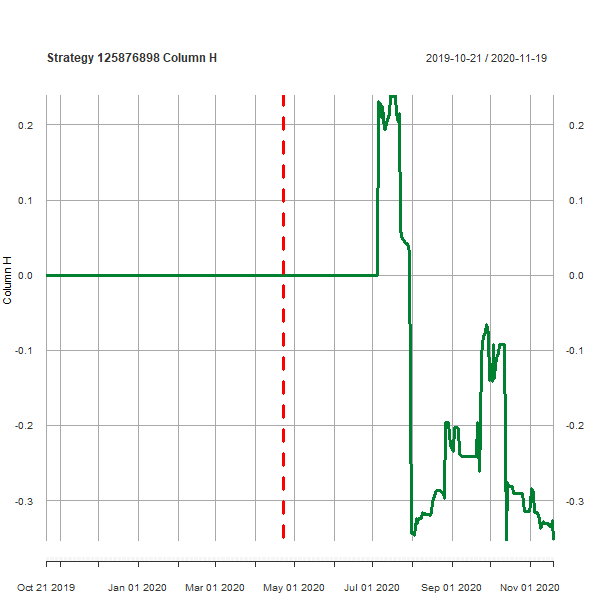 Strategy 125876898 Column H
2019-10-21 / 2020-11-19
0.2 0.2
0.1 0.1
0.0 0.0
-0.1 -0.1
-0.2 -0.2
-0.3 -0.3
Column H
Oct 21 2019 Jan 01 2020 Mar 01 2020 May 01 2020 Jul 01 2020 Sep 01 2020 Nov 01 2020